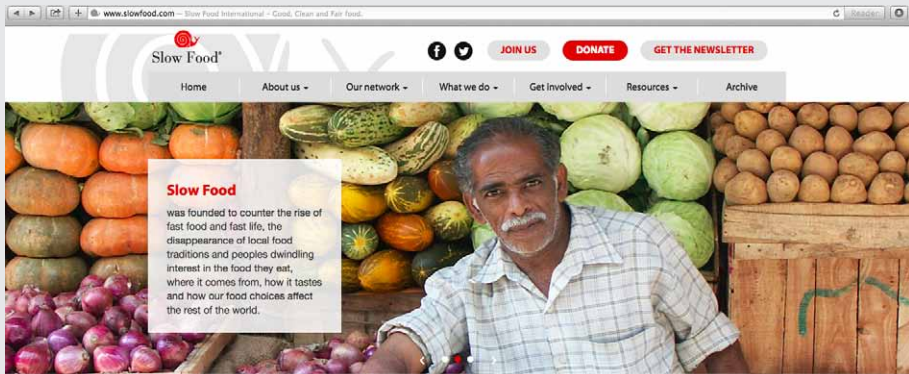 www.slowfood.com — Slow Food International - Good, Clean and Fair food.
Reader
Slow Food®
JOIN US
DONATE
GET THE NEWSLETTER
Home
About us
Our network
What we do
Get Involved
Resources
Archive
Slow Food
was founded to counter the rise of
fast food and fast life, the
disappearance of local food
traditions and peoples dwindling
interest in the food they eat,
where it comes from, how it tastes
and how our food choices affect
the rest of the world.